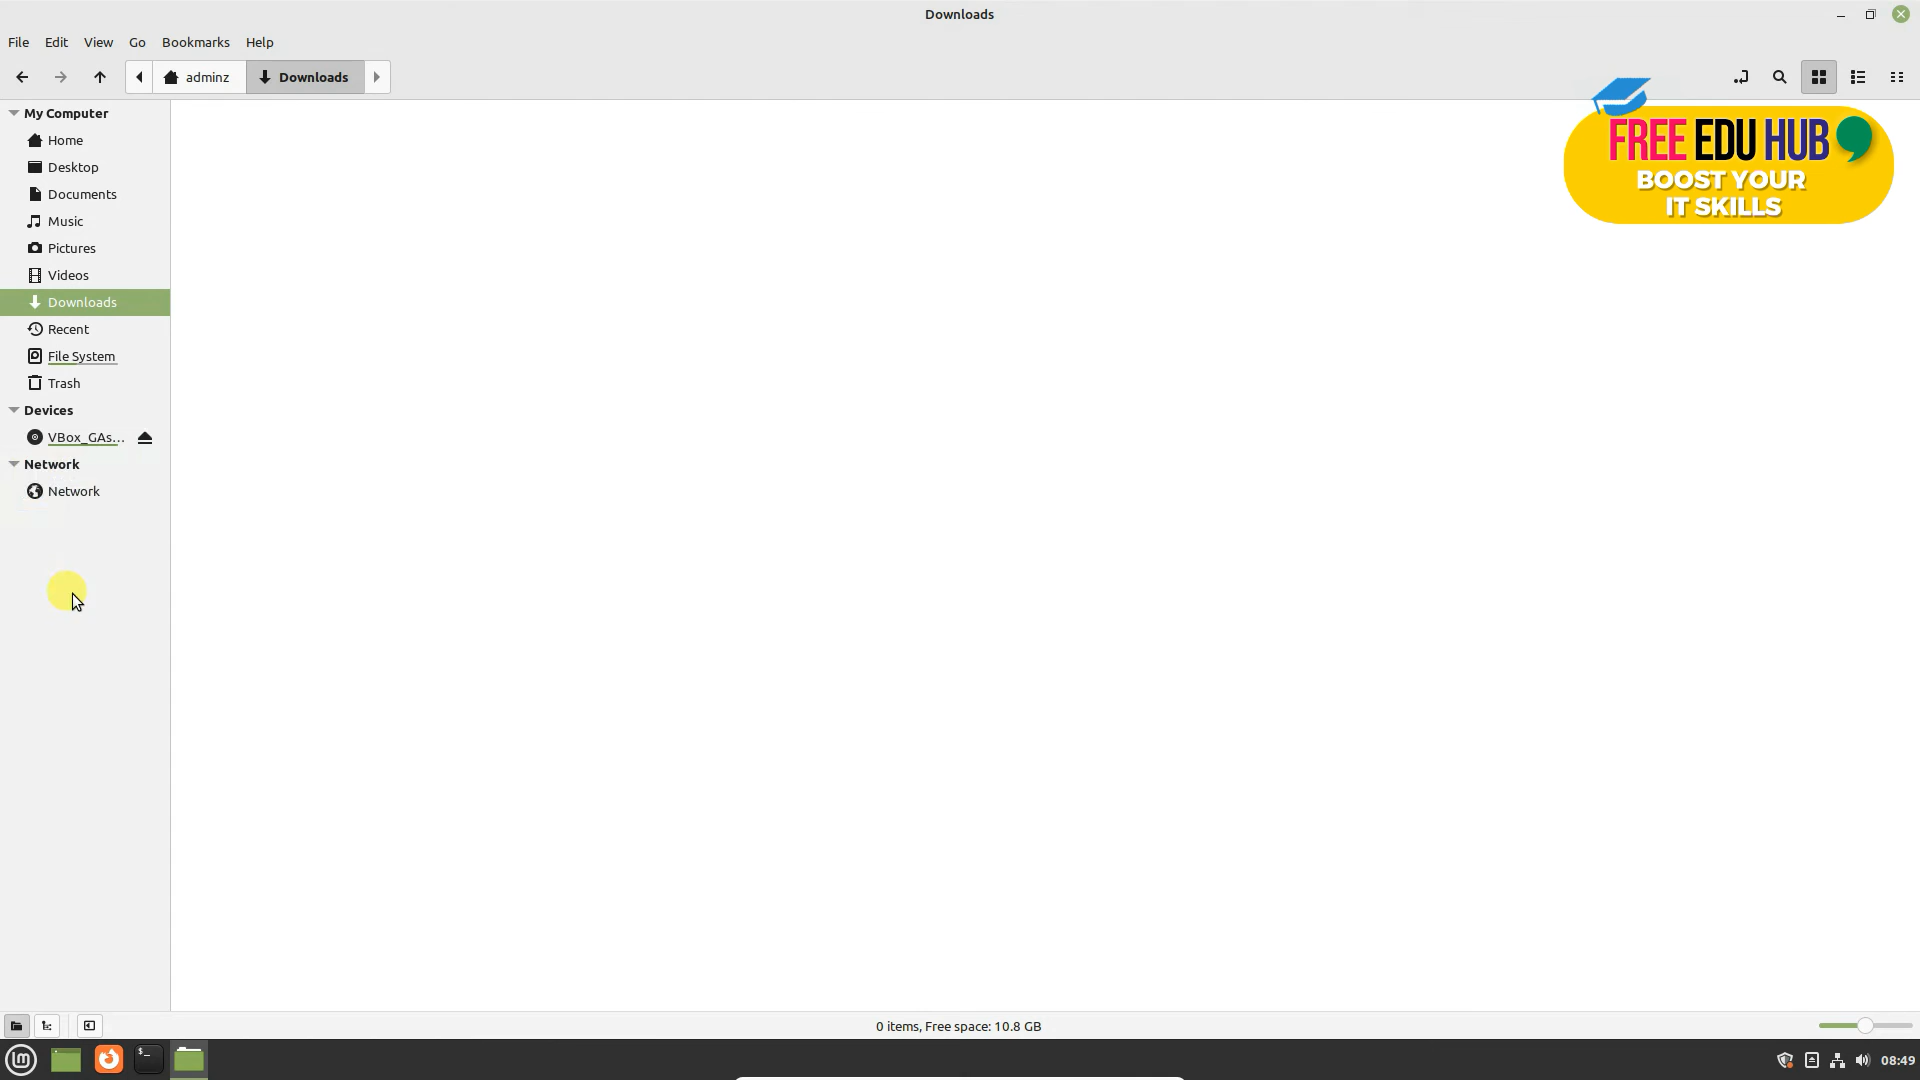 Downloads
File Edit View Go Bookmarks Help
adminz Downloads
My Computer
Home
Desktop
Documents
Music
Pictures
Videos
Downloads
Recent
File System
Trash
Devices
VBox_GAs...
Network
Network
FREE EDU HUB
BOOST YOUR
IT SKILLS
0 items, Free space: 10.8 GB
lm
$_
08:49